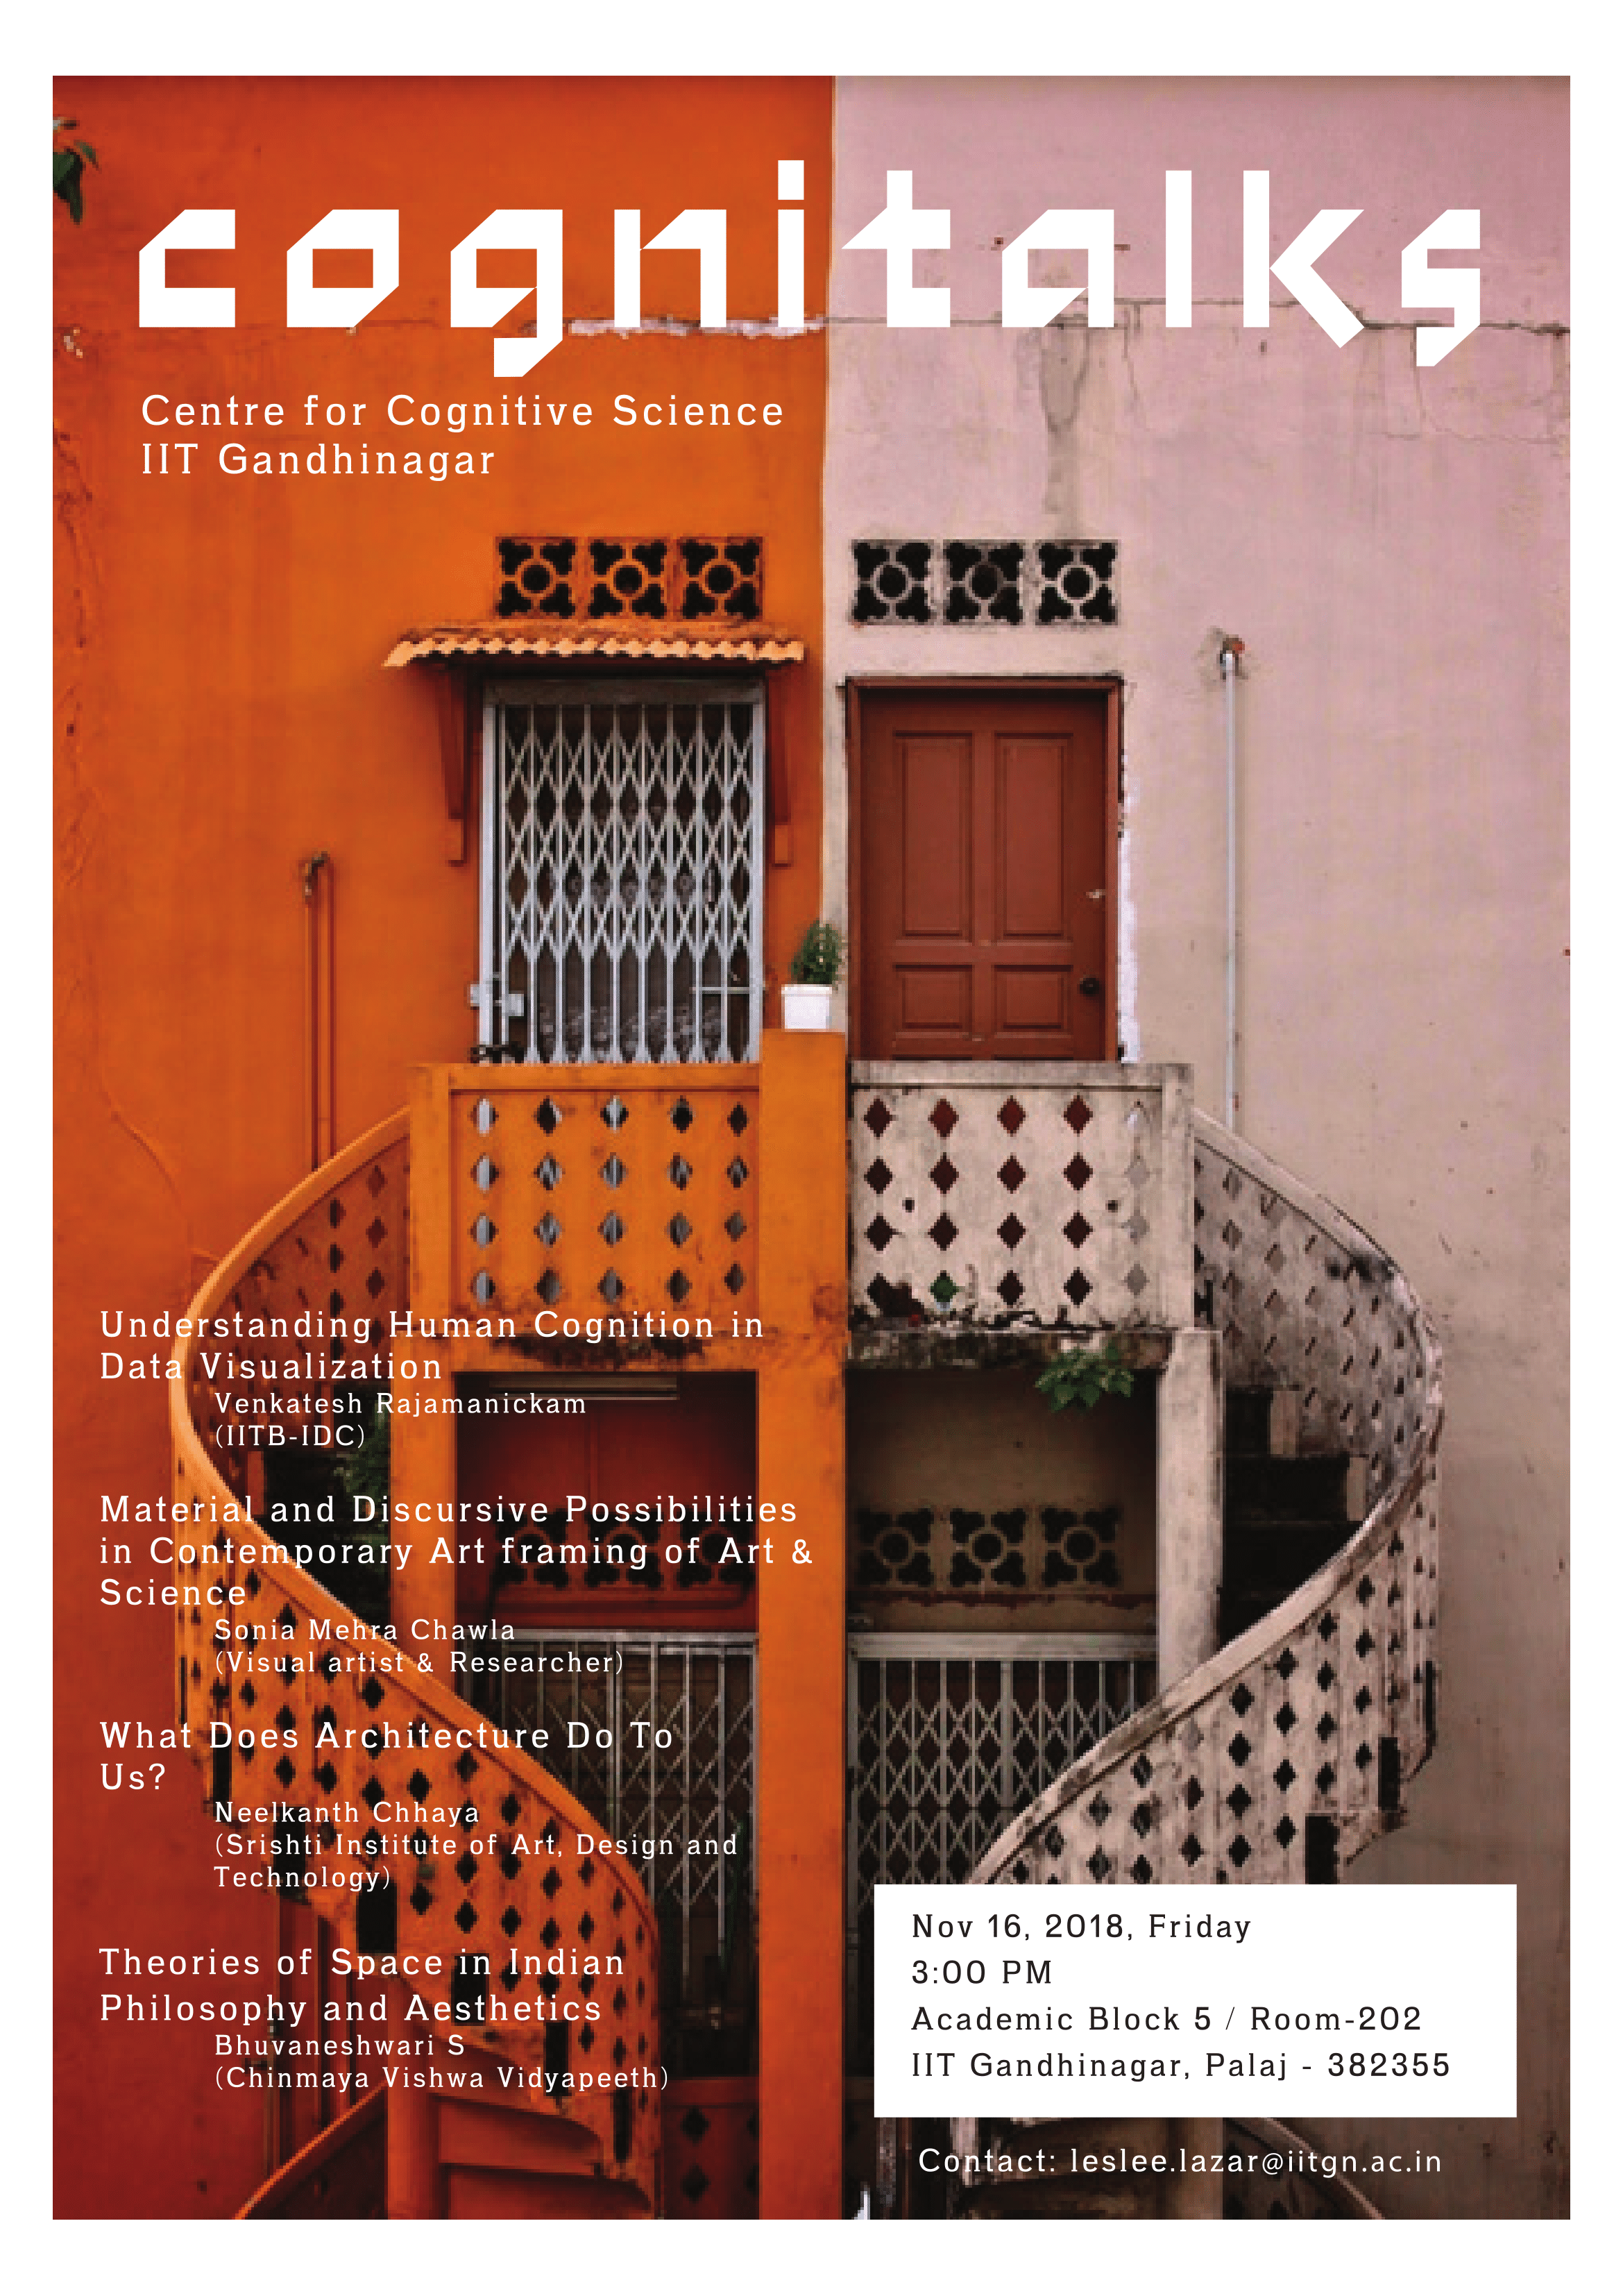 cognitalks
Centre for Cognitive Science
IIT Gandhinagar
Understanding Human Cognition in
Data Visualization
Venkatesh Rajamanickam
(IITB-IDC)
Material and Discursive Possibilities
in Contemporary Art framing of Art &
Science
Sonia Mehra Chawla
(Visual artist & Researcher)
What Does Architecture Do To
Us?
Neelkanth Chhaya
(Srishti Institute of Art, Design and
Technology)
Theories of Space in Indian
Philosophy and Aesthetics
Bhuvaneshwari S
(Chinmaya Vishwa Vidyapeeth)
Nov 16, 2018, Friday
3:00 PM
Academic Block 5 / Room-202
IIT Gandhinagar, Palaj - 382355
Contact: leslee.lazar@iitgn.ac.in